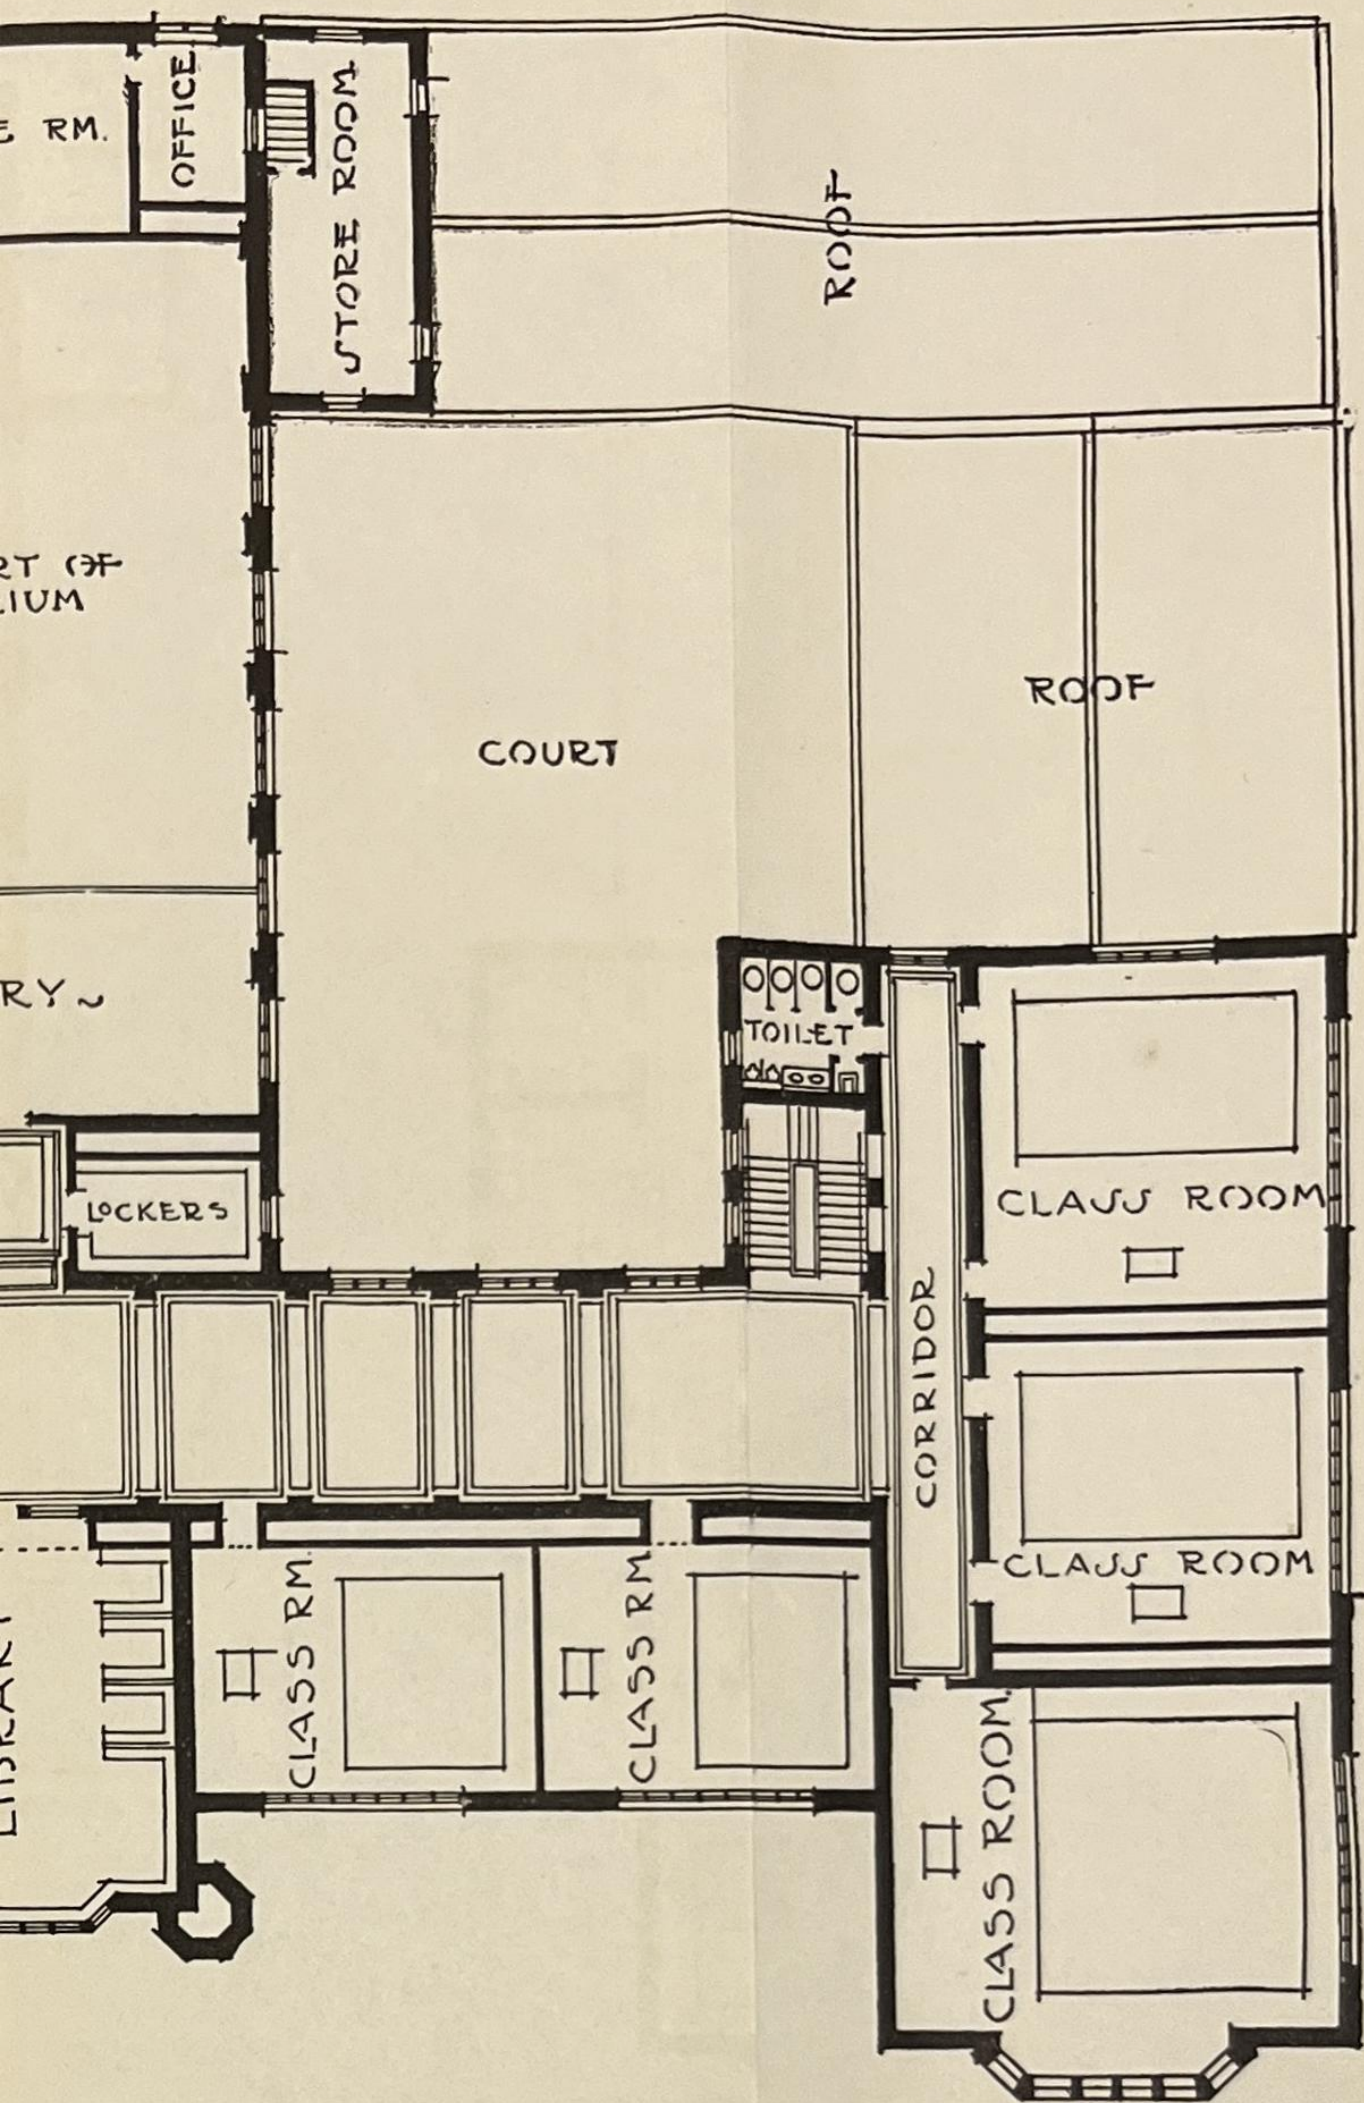 RM.
OFFICE
STORE ROOM
ROOF
RT OF
LIUM
ROOF
COURT
RY~
TOILET
LOCKERS
CLASS ROOM
CORRIDOR
CLASS ROOM
CLASS RM.
CLASS RM.
LIBRARY
CLASS ROOM.